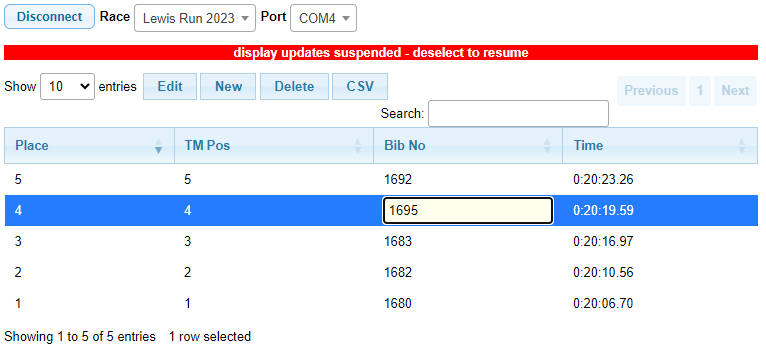 Disconnect Race Lewis Run 2023 Port COM4
display updates suspended - deselect to resume
Show 10 entries Edit New Delete CSV Previous 1 Next
Search:
Place TM Pos Bib No Time
5 5 1692 0:20:23.26
4 4 1695 0:20:19.59
3 3 1683 0:20:16.97
2 2 1682 0:20:10.56
1 1 1680 0:20:06.70
Showing 1 to 5 of 5 entries 1 row selected